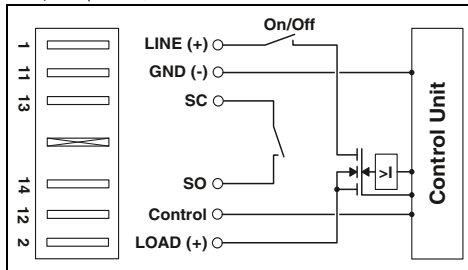 On/Off
1
LINE (+)
11
GND (-)
13
SC
14
SO
>I
12
Control
2
LOAD (+)
Control Unit